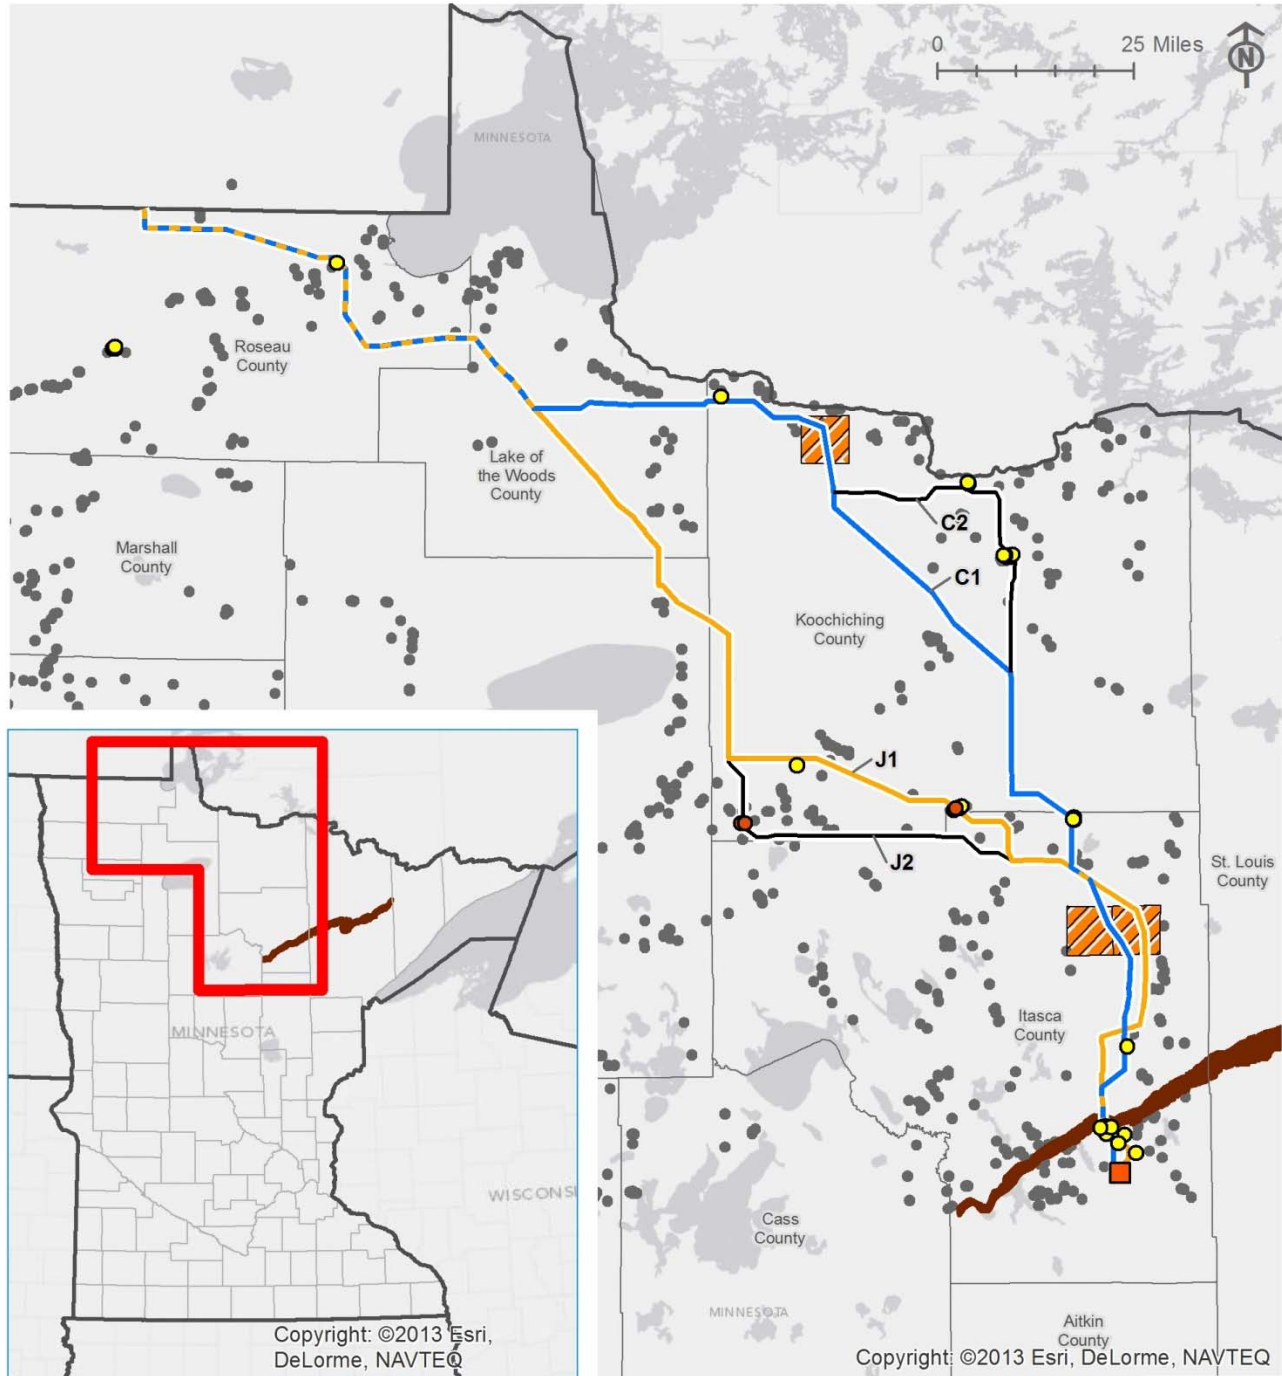 0
25 Miles
N
MINNESOTA
Roseau
County
Lake of
the Woods
County
C2
Marshall
County
C1
Koochiching
County
J1
J2
St. Louis
County
Itasca
County
MINNESOTA
WISCONSI
Cass
County
MINNESOTA
Aitkin
County
Copyright: ©2013 Esri,
DeLorme, NAVTEQ
Copyright: ©2013 Esri, DeLorme, NAVTEQ